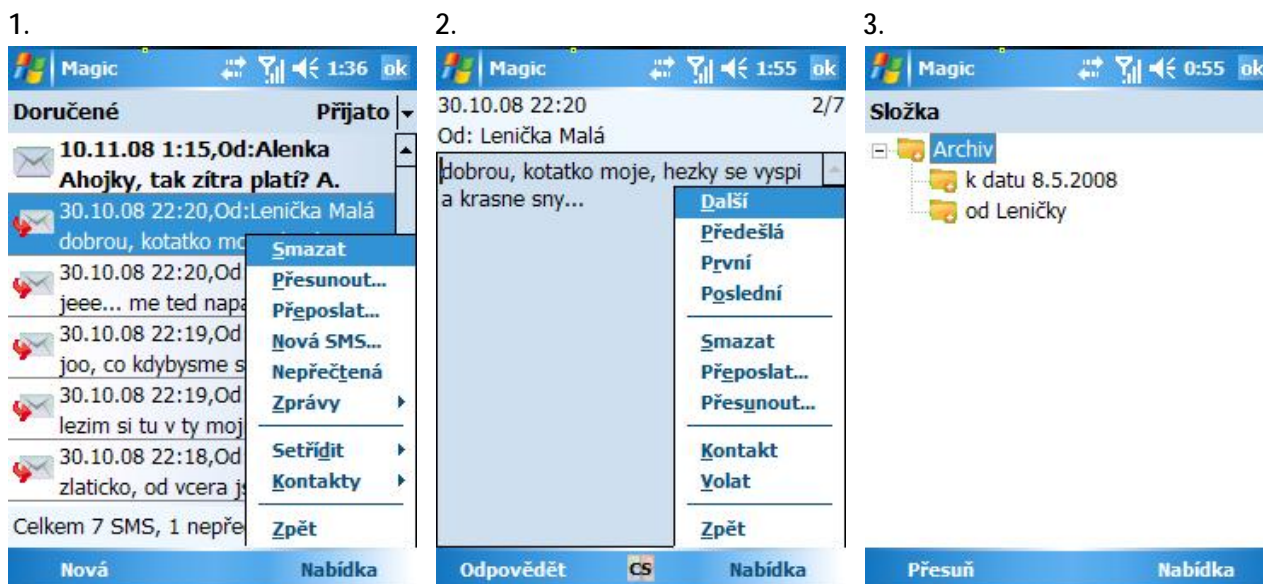 1.
Magic 1:36 ok
Doručené Přijato
10.11.08 1:15,Od:Alenka
Ahojky, tak zítra platí? A.
30.10.08 22:20,Od:Lenička Malá
dobrou, kotatko
30.10.08 22:20,Od
jeee... me ted
30.10.08 22:19,Od
joo, co kdybysme
30.10.08 22:19,Od
lezim si tu v ty
30.10.08 22:18,Od
zlaticko, od vcera
Celkem 7 SMS, 1
Smazat
Přesunout...
Přeposlat...
Nová SMS...
Nepřečtená
Zprávy
Setřídit
Kontakty
Zpět
Nová Nabídka
2.
Magic 1:55 ok
30.10.08 22:20 2/7
Od: Lenička Malá
dobrou, kotatko moje, hezky se vyspi
a krasne sny...
Další
Předešlá
První
Poslední
Smazat
Přeposlat...
Přesunout...
Kontakt
Volat
Zpět
Odpovědět CS Nabídka
3.
Magic 0:55 ok
Složka
Archiv
k datu 8.5.2008
od Leničky
Přesuň Nabídka